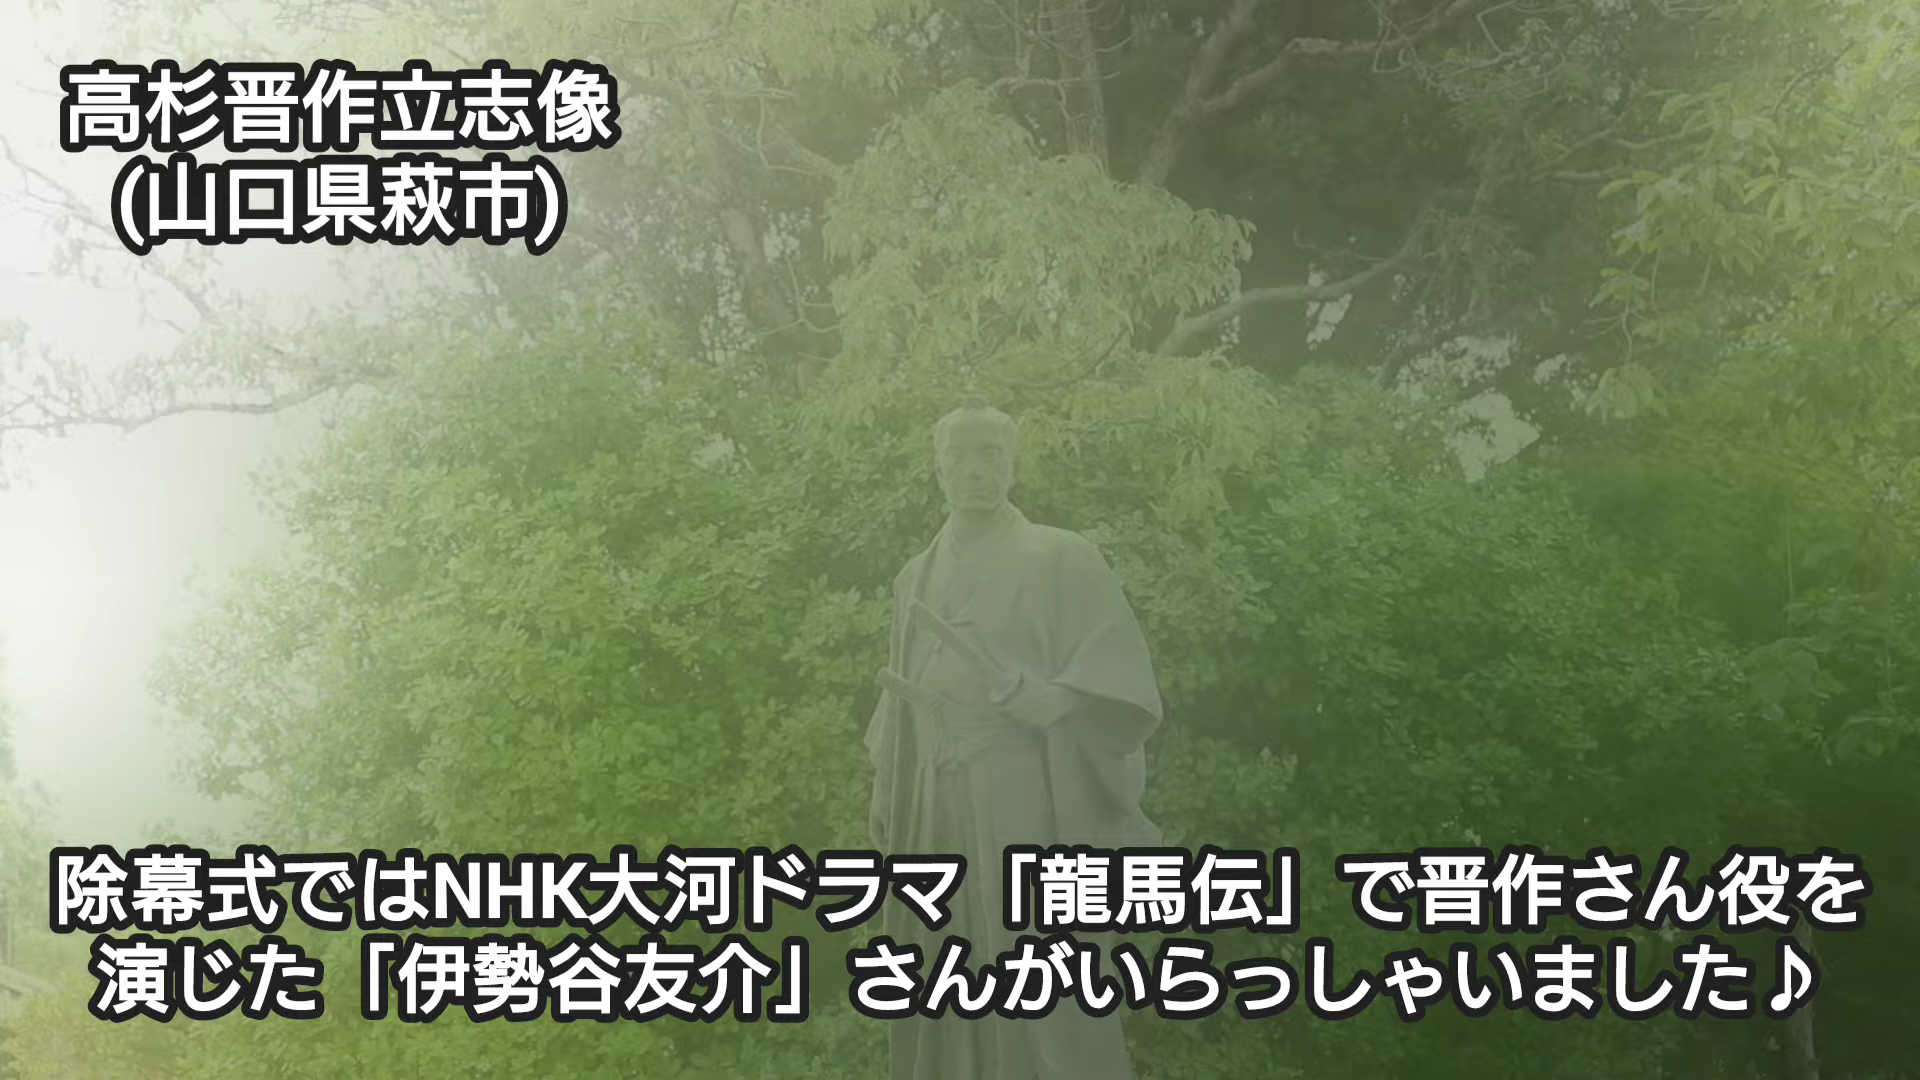 高杉晋作立志像
(山口県萩市)
除幕式ではNHK大河ドラマ「龍馬伝」で晋作さん役を
演じた「伊勢谷友介」さんがいらっしゃいました♪